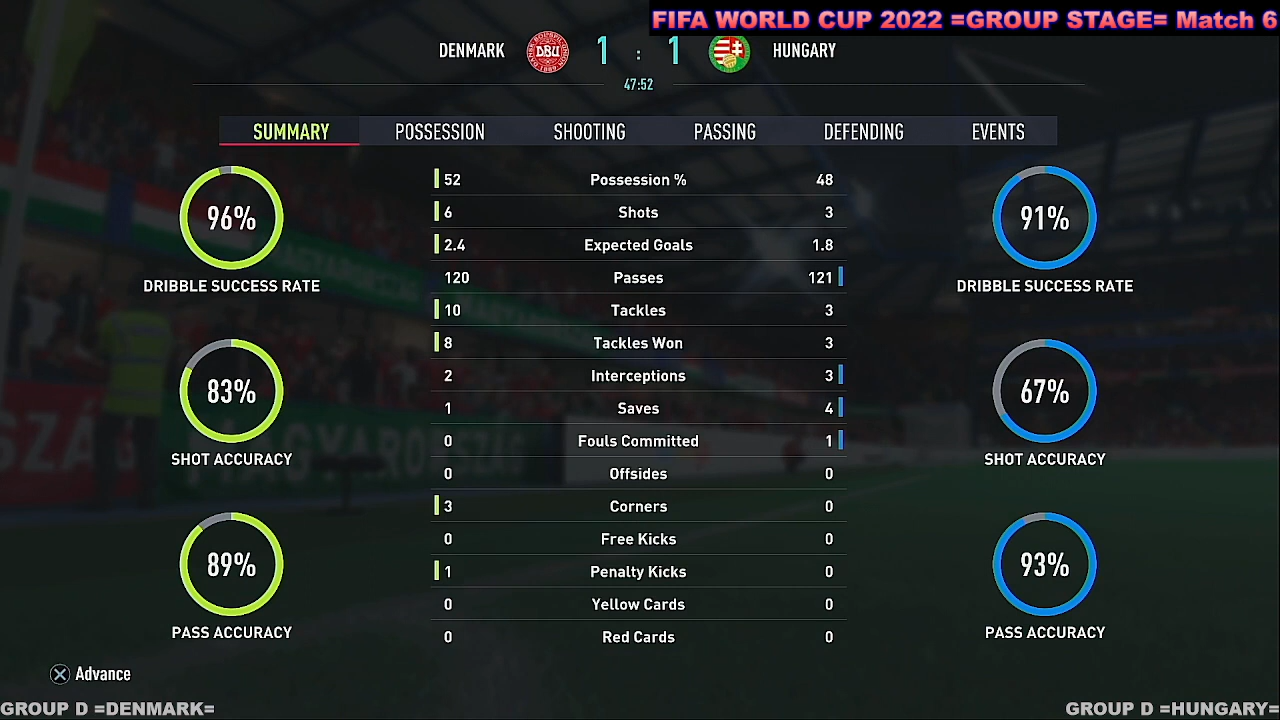 FIFA WORLD CUP 2022 =GROUP STAGE= Match 6
DENMARK DBU 1 : 1 HUNGARY
47:52
SUMMARY POSSESSION SHOOTING PASSING DEFENDING EVENTS
52 Possession % 48
6 Shots 3
96% 91%
2.4 Expected Goals 1.8
120 Passes 121
DRIBBLE SUCCESS RATE DRIBBLE SUCCESS RATE
10 Tackles 3
8 Tackles Won 3
2 Interceptions 3
83% 67%
1 Saves 4
0 Fouls Committed 1
SHOT ACCURACY SHOT ACCURACY
0 Offsides 0
3 Corners 0
0 Free Kicks 0
89% 93%
1 Penalty Kicks 0
0 Yellow Cards 0
PASS ACCURACY PASS ACCURACY
0 Red Cards 0
Advance
GROUP D =DENMARK= GROUP D =HUNGARY=